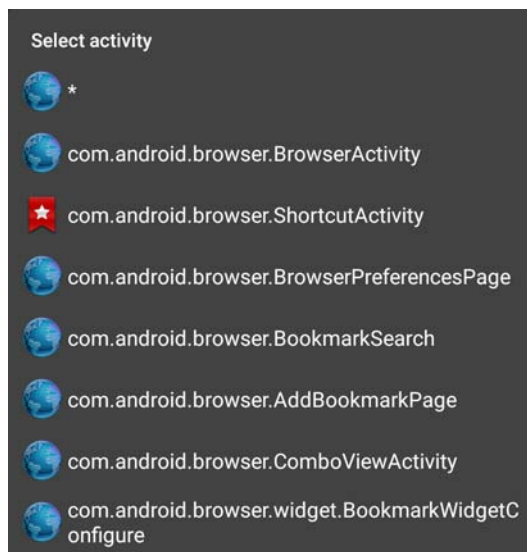 Select activity
*
com.android.browser.BrowserActivity
com.android.browser.ShortcutActivity
com.android.browser.BrowserPreferencesPage
com.android.browser.BookmarkSearch
com.android.browser.AddBookmarkPage
com.android.browser.ComboViewActivity
com.android.browser.widget.BookmarkWidgetC
onfigure